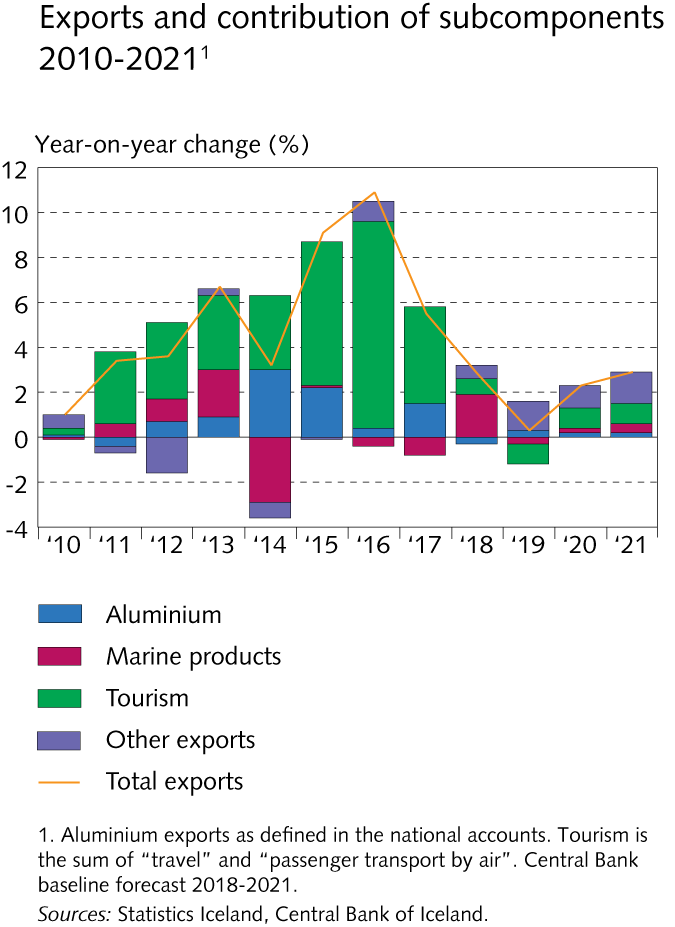 Exports and contribution of subcomponents
2010-2021¹
Year-on-year change (%)
12
10
8
6
4
2
0
-2
-4
‘10 ‘11 ‘12 ‘13 ‘14 ‘15 ‘16 ‘17 ‘18 ‘19 ‘20 ‘21
Aluminium
Marine products
Tourism
Other exports
Total exports
1. Aluminium exports as defined in the national accounts. Tourism is
the sum of “travel” and “passenger transport by air”. Central Bank
baseline forecast 2018-2021.
Sources: Statistics Iceland, Central Bank of Iceland.